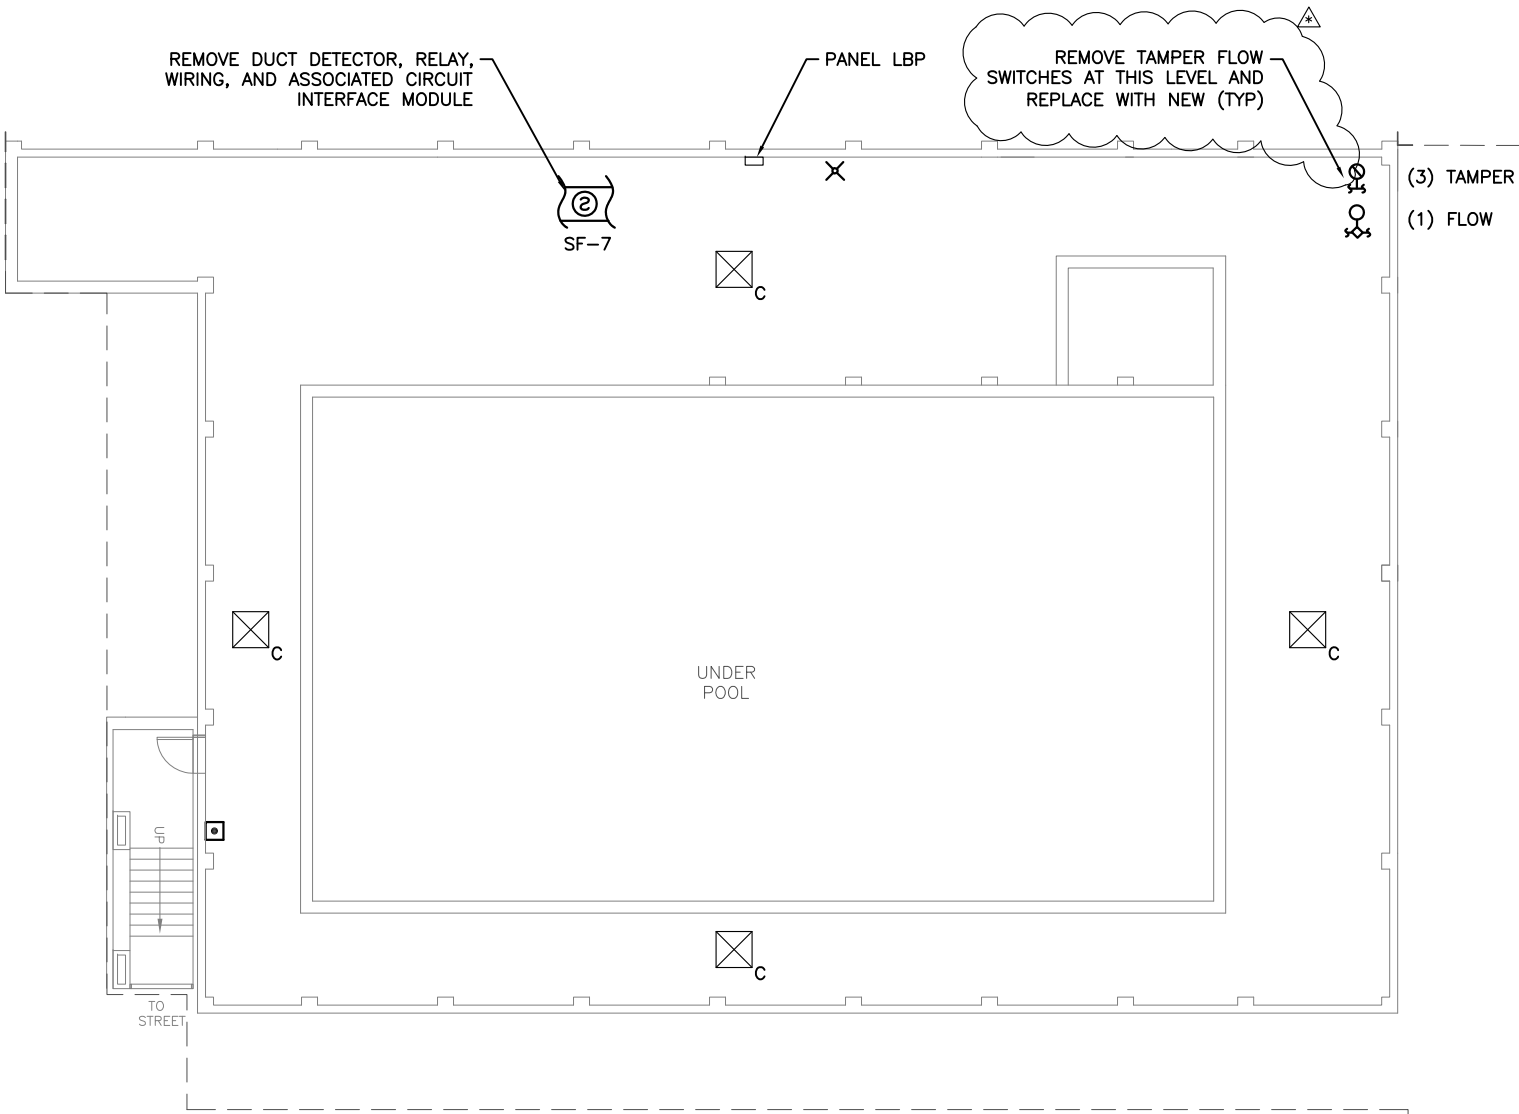 REMOVE DUCT DETECTOR, RELAY,
WIRING, AND ASSOCIATED CIRCUIT
INTERFACE MODULE
PANEL LBP
REMOVE TAMPER FLOW
SWITCHES AT THIS LEVEL AND
REPLACE WITH NEW (TYP)
*
(3) TAMPER
(1) FLOW
S
SF-7
C
C
C
UNDER
POOL
UP
C
TO
STREET